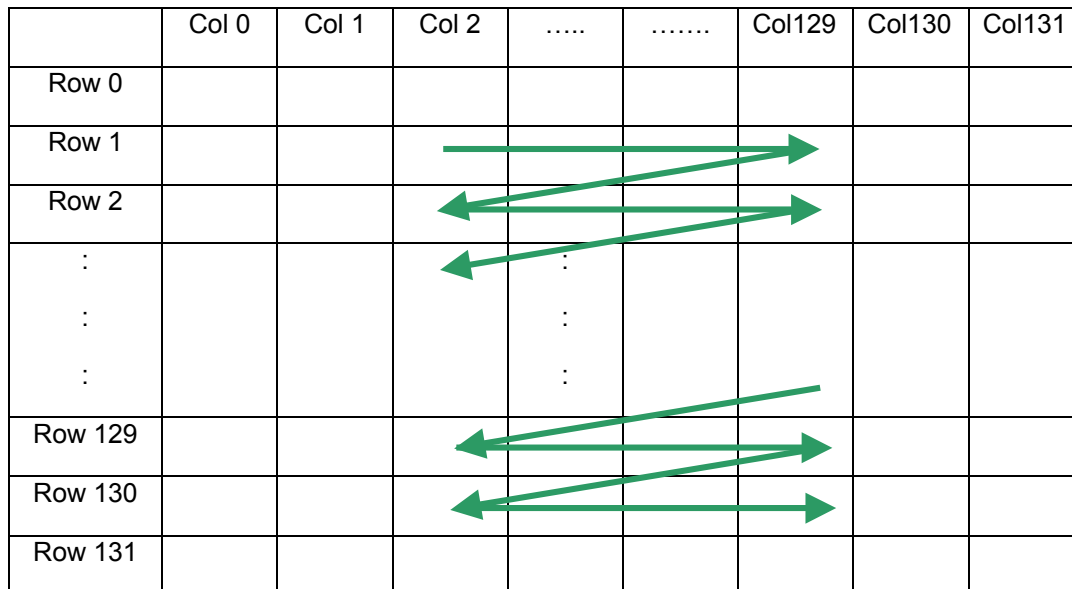 Col 0 Col 1 Col 2 ….. ……. Col129 Col130 Col131
Row 0
Row 1
Row 2
: :
: :
: :
Row 129
Row 130
Row 131